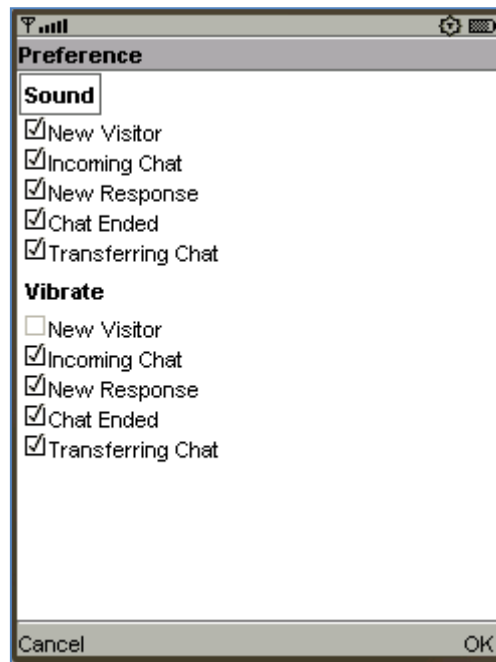 Preference
Sound
New Visitor
Incoming Chat
New Response
Chat Ended
Transferring Chat
Vibrate
New Visitor
Incoming Chat
New Response
Chat Ended
Transferring Chat
Cancel OK